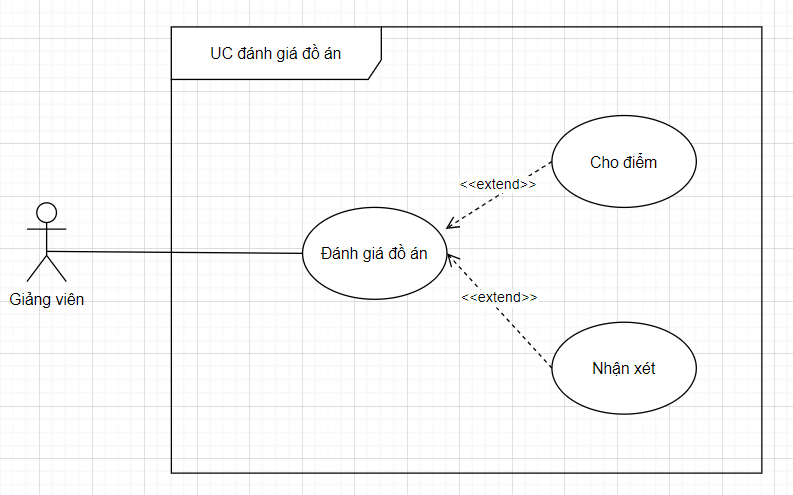 UC đánh giá đồ án
Cho điểm
<<extend>>
Đánh giá đồ án
Giảng viên
<<extend>>
Nhận xét